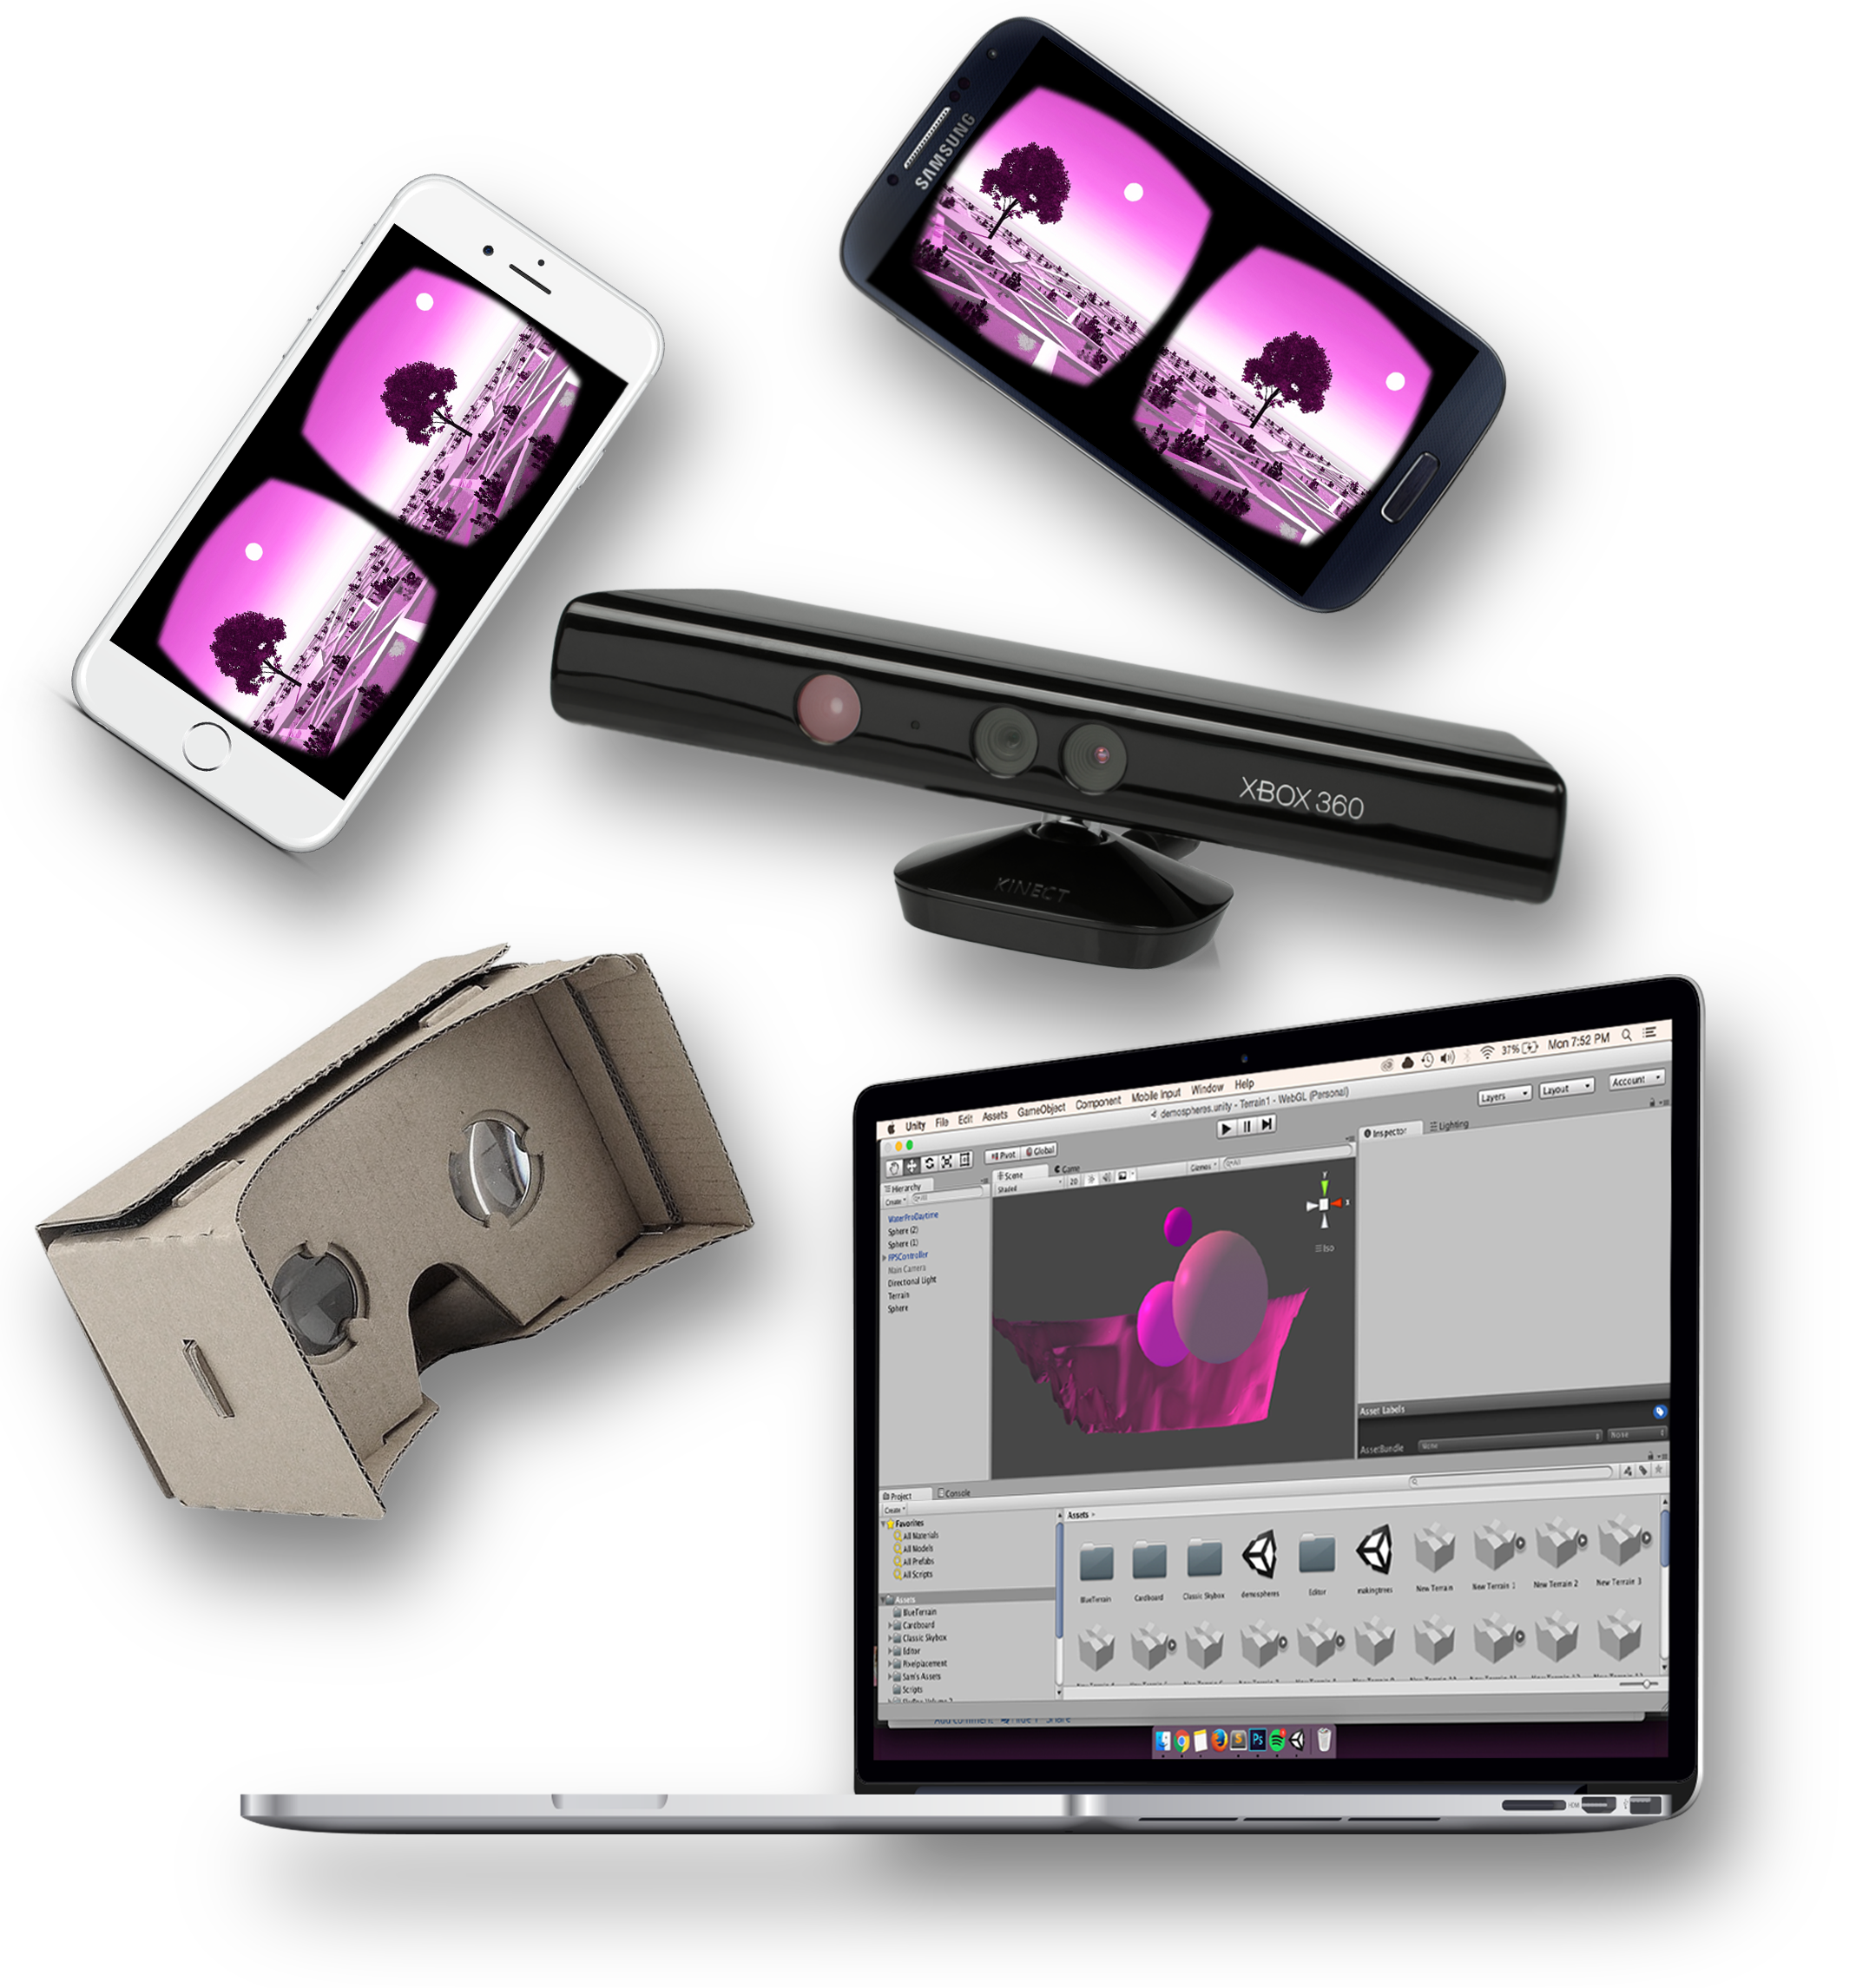 SAMSUNG
XBOX 360
KINECT
Unity File Edit Assets GameObject Component Mobile Input Window Help
37% Mon 7:52 PM
demospheres.unity - Terrain1 - WebGL (Personal)
Layers Layout Account
Pivot Global
Hierarchy
Create All
Scene Game
Shaded 2D Gizmos All
Inspector Lighting
WaterProDaytime
Sphere (2)
Sphere (1)
FPSController
Main Camera
Directional Light
Terrain
Sphere
Y
X
Iso
Asset Labels
AssetBundle None None
Project Console
Create
Favorites
All Materials
All Models
All Prefabs
All Scripts
Assets
BlueTerrain
Cardboard
Classic Skybox
Editor
Pixelplacement
Sam's Assets
Scripts
Assets
BlueTerrain Cardboard Classic Skybox demospheres Editor makingtrees New Terrain New Terrain 1 New Terrain 2 New Terrain 3
Ps
HDMI